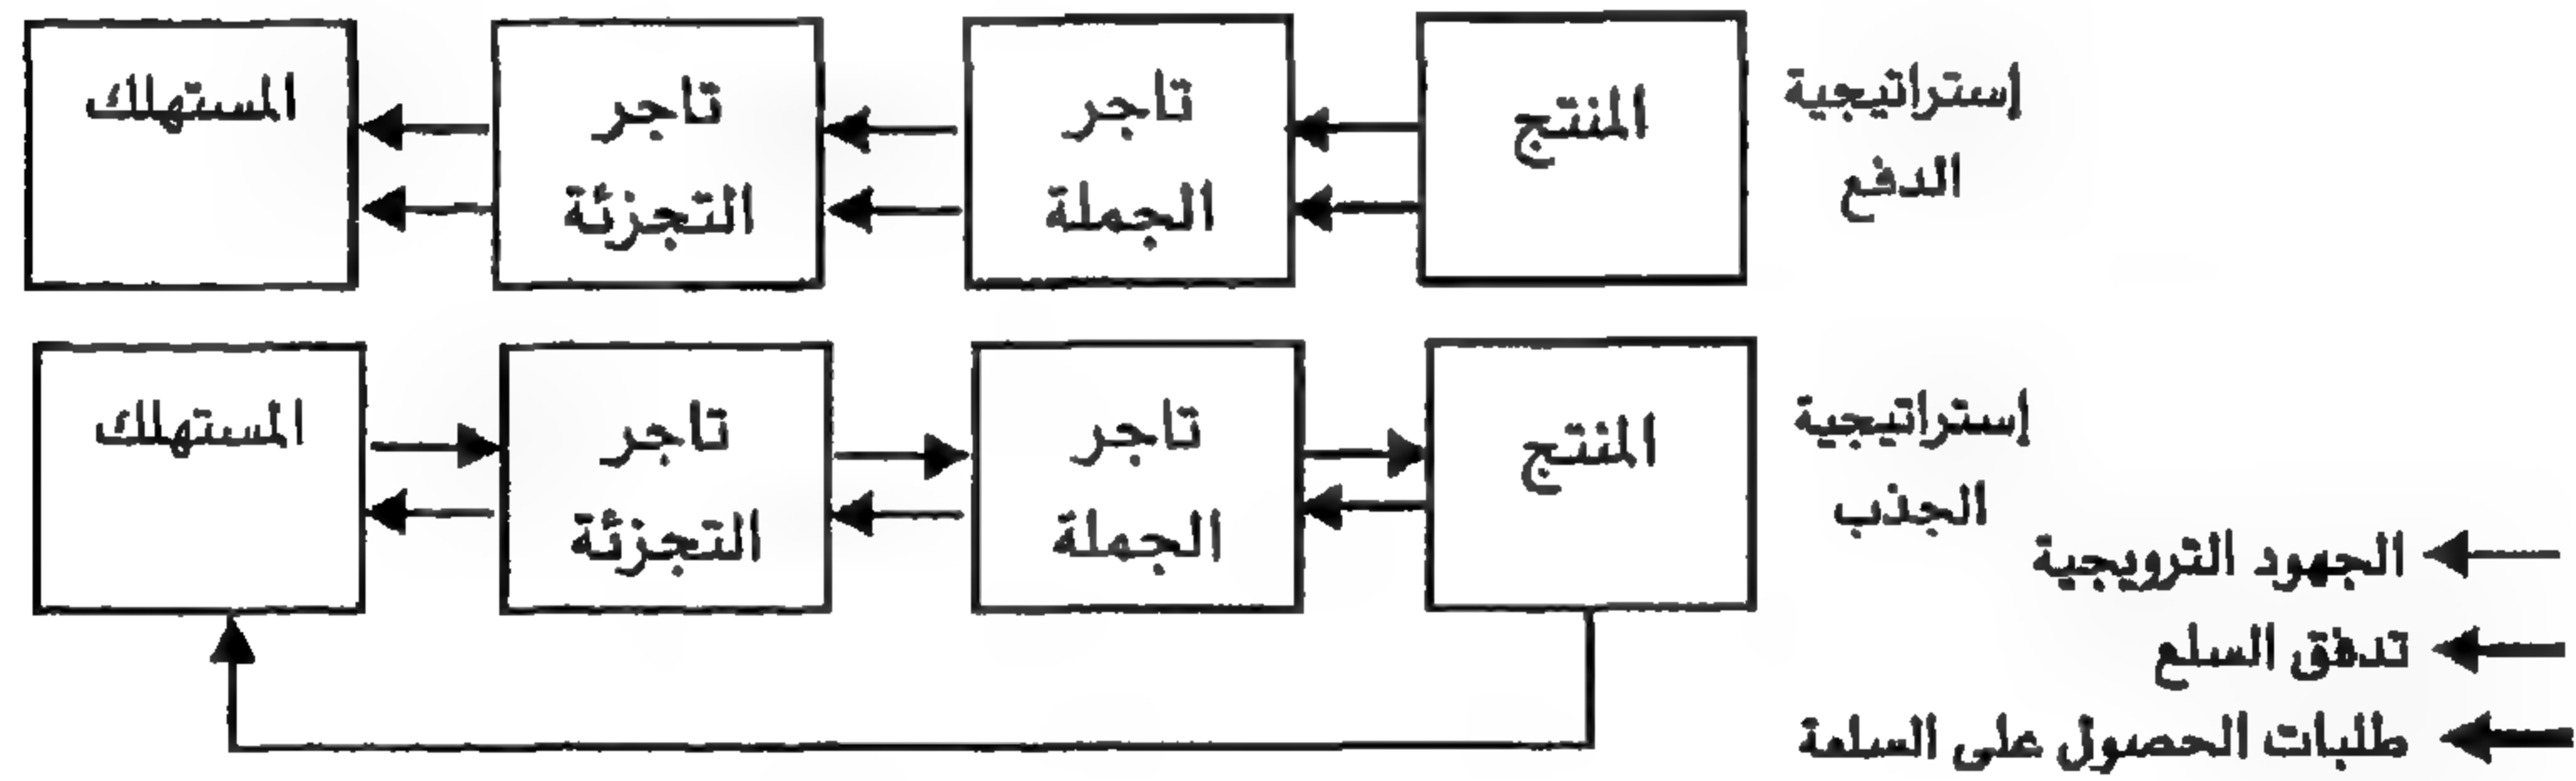 إستراتيجية
الدفع
المنتج
تاجر
الجملة
تاجر
التجزئة
المستهلك
إستراتيجية
الجذب
المنتج
تاجر
الجملة
تاجر
التجزئة
المستهلك
الجهود الترويجية
تدفق السلع
طلبات الحصول على السلعة